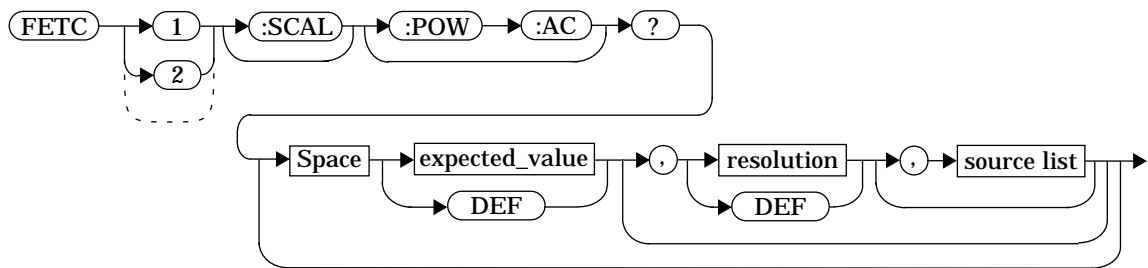 FETC 1 :SCAL :POW :AC ?
2
Space expected_value , resolution , source list
DEF DEF